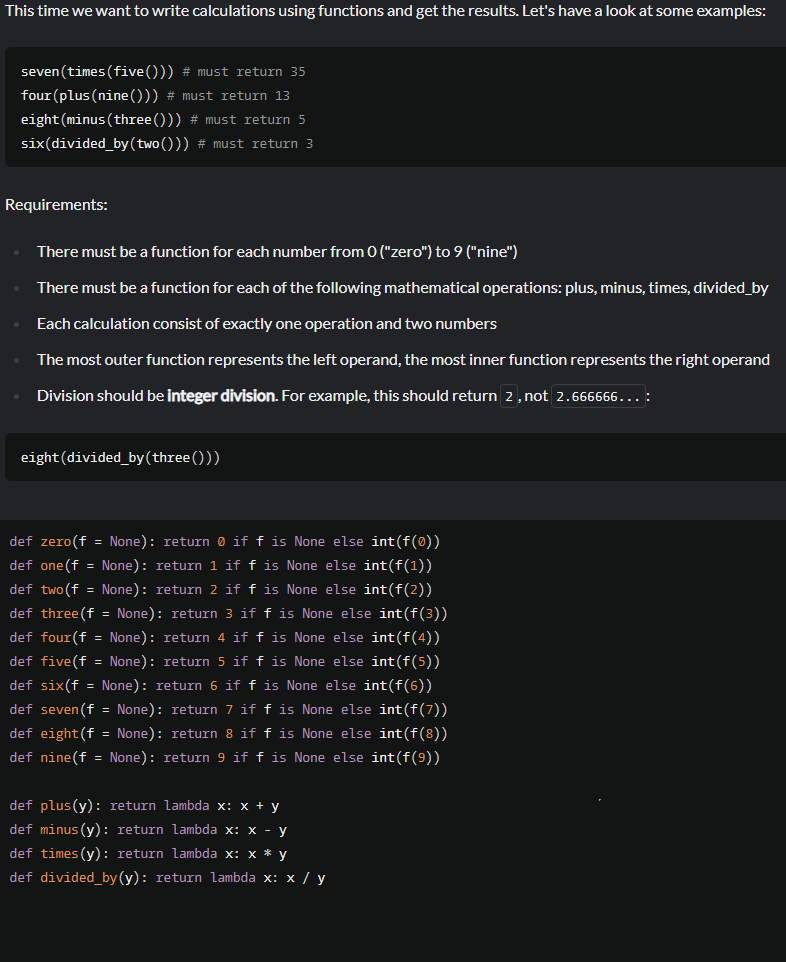 This time we want to write calculations using functions and get the results. Let's have a look at some examples:
seven(times(five())) # must return 35
four(plus(nine())) # must return 13
eight(minus(three())) # must return 5
six(divided_by(two())) # must return 3
Requirements:
There must be a function for each number from 0 ("zero") to 9 ("nine")
There must be a function for each of the following mathematical operations: plus, minus, times, divided_by
Each calculation consist of exactly one operation and two numbers
The most outer function represents the left operand, the most inner function represents the right operand
Division should be integer division. For example, this should return 2, not 2.666666...:
eight(divided_by(three()))
def zero(f = None): return 0 if f is None else int(f(0))
def one(f = None): return 1 if f is None else int(f(1))
def two(f = None): return 2 if f is None else int(f(2))
def three(f = None): return 3 if f is None else int(f(3))
def four(f = None): return 4 if f is None else int(f(4))
def five(f = None): return 5 if f is None else int(f(5))
def six(f = None): return 6 if f is None else int(f(6))
def seven(f = None): return 7 if f is None else int(f(7))
def eight(f = None): return 8 if f is None else int(f(8))
def nine(f = None): return 9 if f is None else int(f(9))
def plus(y): return lambda x: x + y
def minus(y): return lambda x: x - y
def times(y): return lambda x: x * y
def divided_by(y): return lambda x: x / y